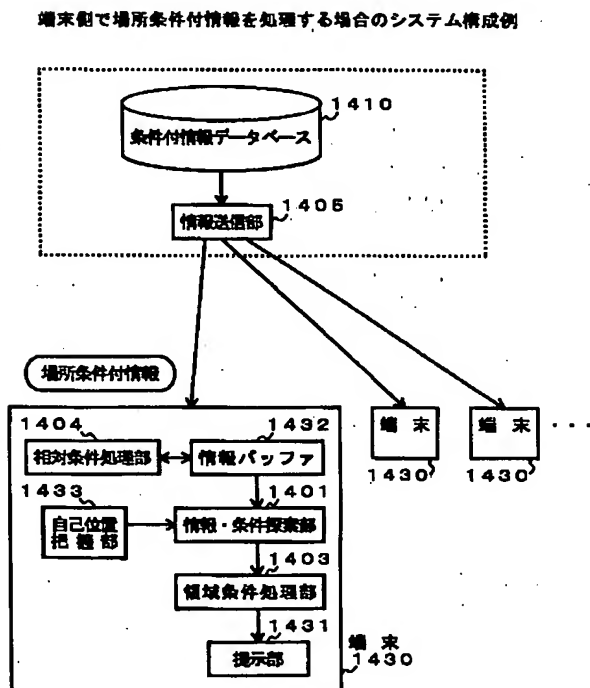 端末側で場所条件付情報を処理する場合のシステム構成例
1410
条件付情報データベース
1405
情報送信部
場所条件付情報
1404
相対条件処理部
1432
情報バッファ
1433
自己位置
把握部
1401
情報・条件探索部
1403
領域条件処理部
1431
提示部
端末
1430
端末
1430
端末
1430
・・・